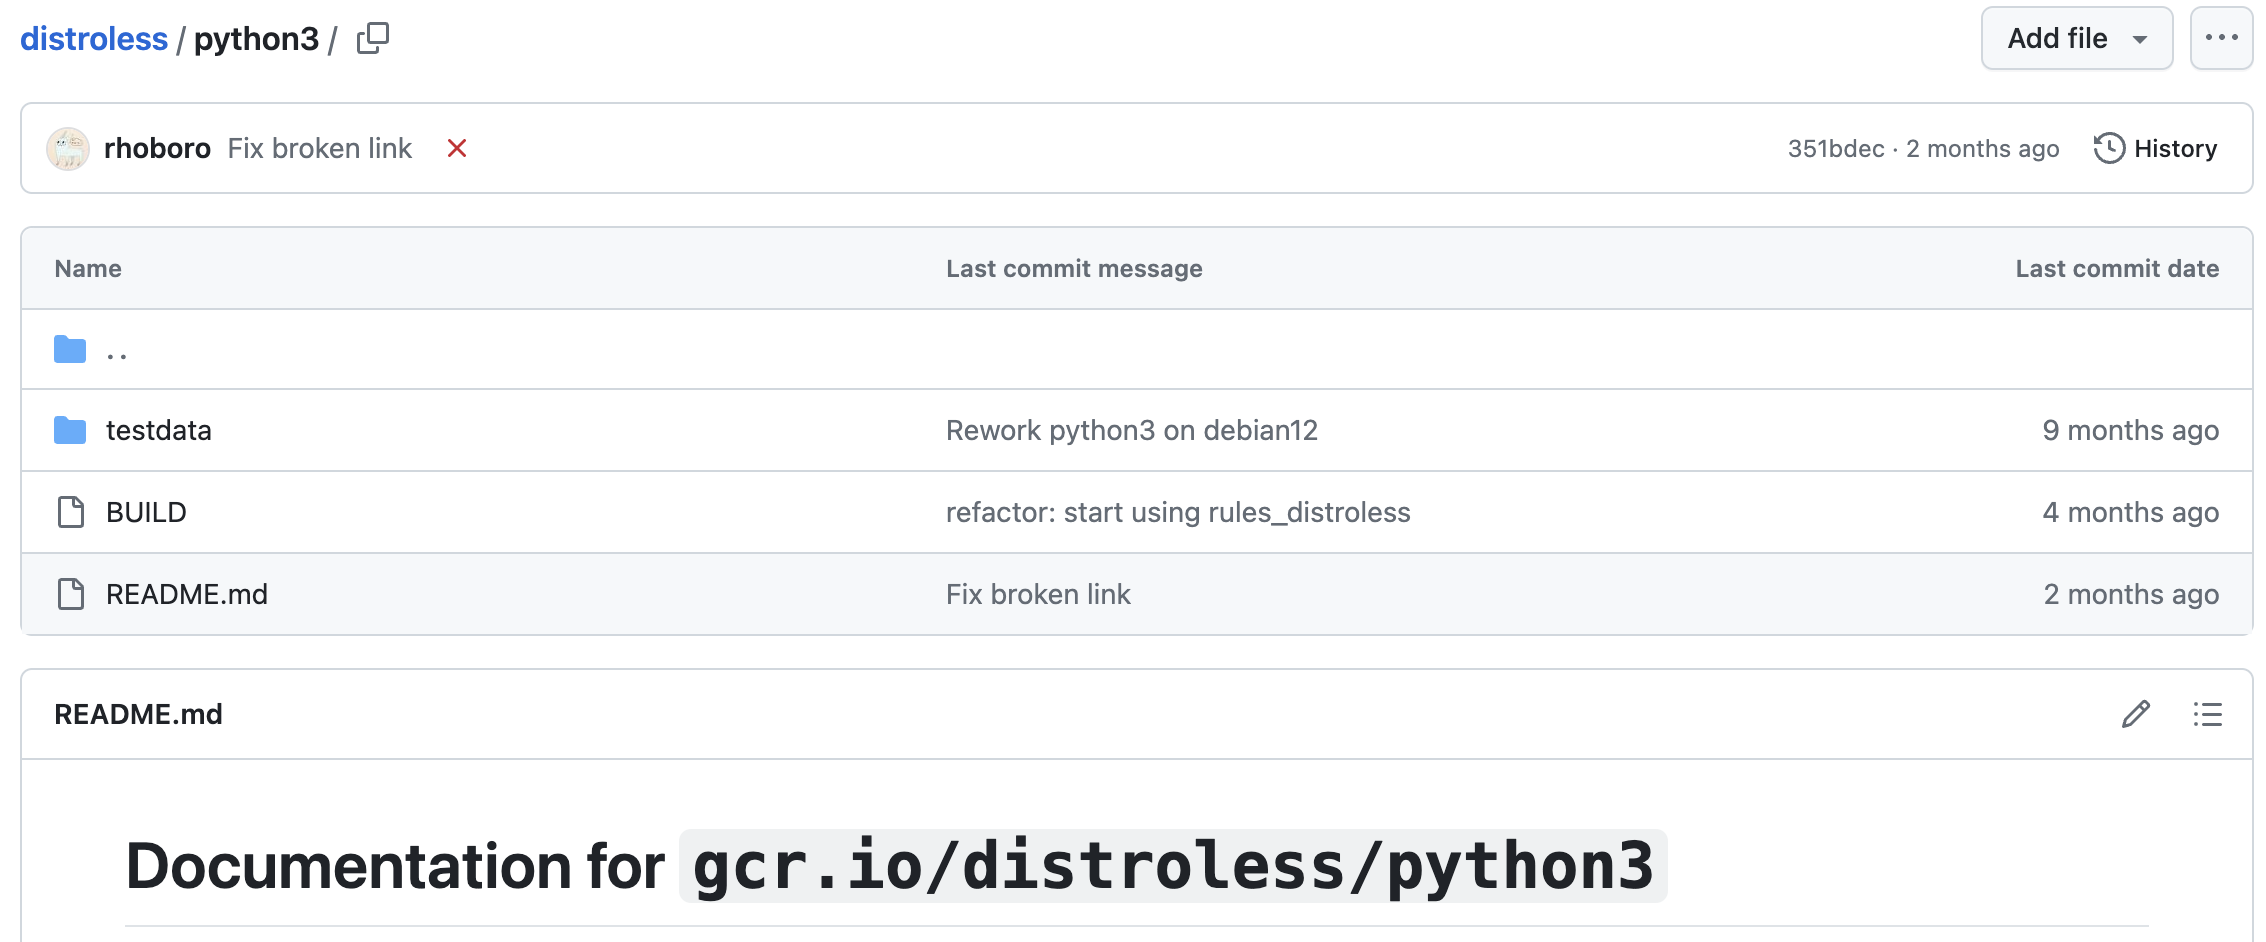 distroless / python3 /
Add file
rhoboro Fix broken link
351bdec · 2 months ago
History
Name Last commit message Last commit date
..
testdata Rework python3 on debian12 9 months ago
BUILD refactor: start using rules_distroless 4 months ago
README.md Fix broken link 2 months ago
README.md
Documentation for gcr.io/distroless/python3